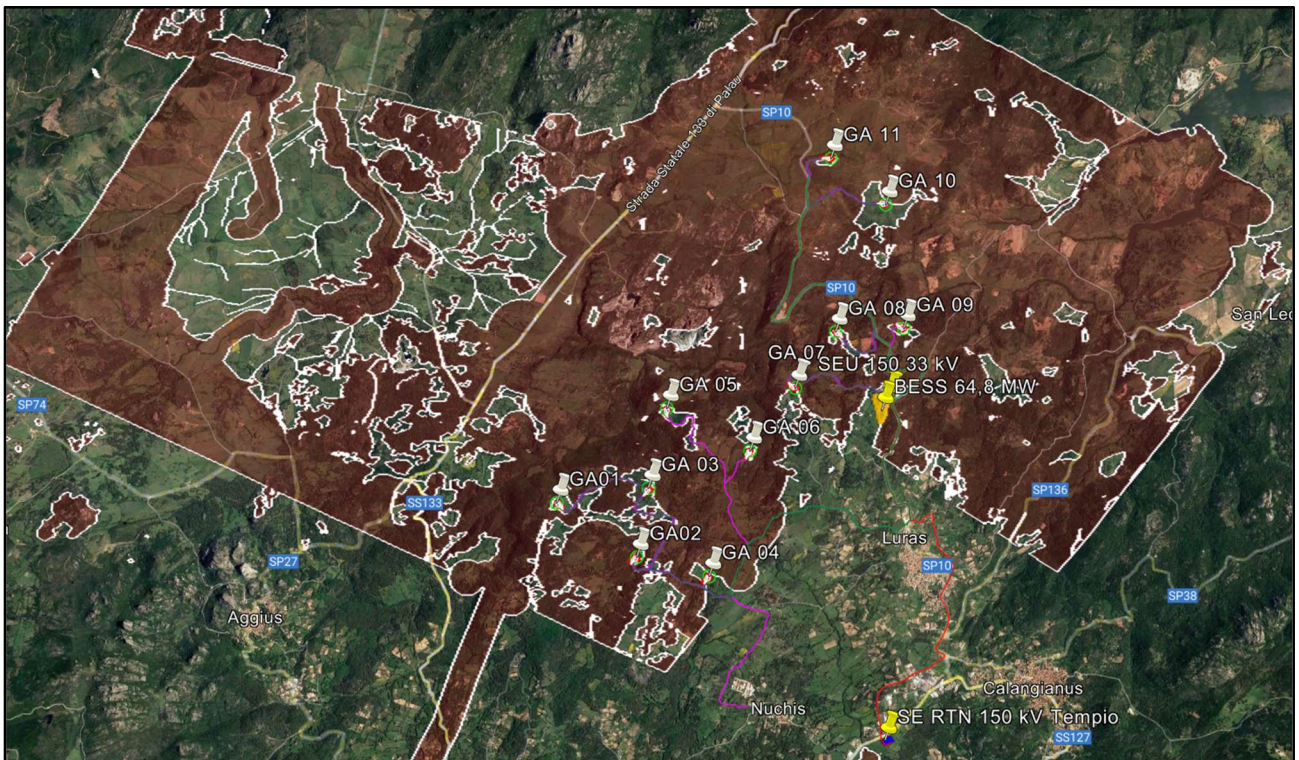 SP10
Strada Statale 133 di Palau
GA 11
GA 10
SP10
San Leo
GA 08
GA 09
GA 07
SEU 150 33 kV
BESS 64,8 MW
GA 05
SP74
GA 06
GA 03
GA01
SS133
SP136
GA02
Luras
GA 04
SP27
SP10
SP38
Aggius
Calangianus
Nuchis
SE RTN 150 kV Tempio
SS127